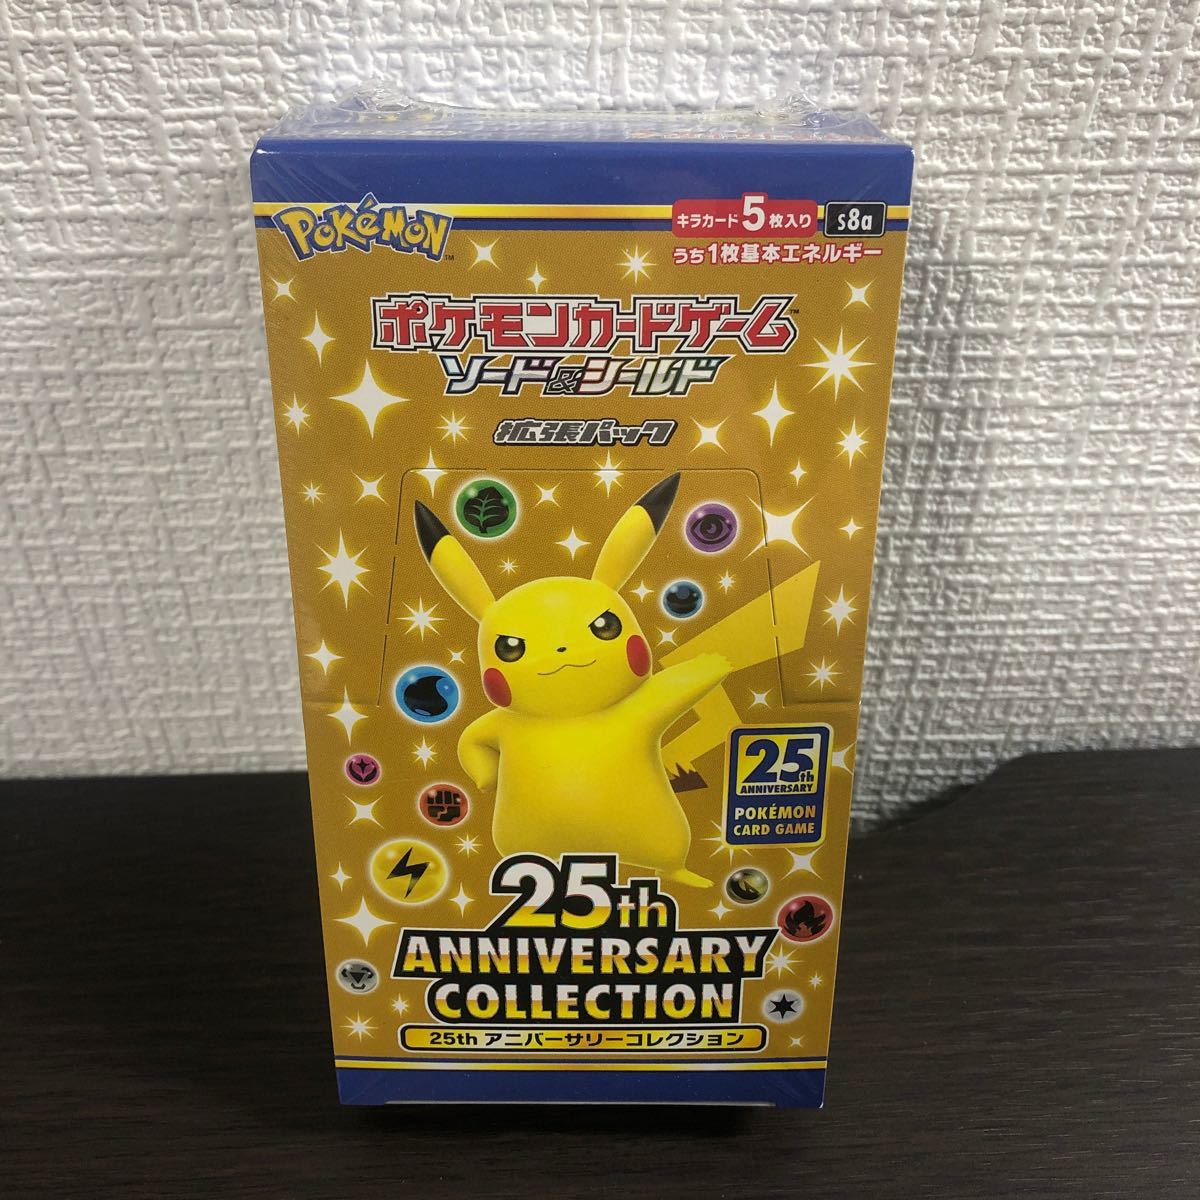 POKéMON™
キラカード5枚入り
s8a
うち1枚基本エネルギー
ポケモンカードゲーム™
ソード&シールド
拡張パック
25th
ANNIVERSARY
POKÉMON
CARD GAME
25th
ANNIVERSARY
COLLECTION
25th アニバーサリーコレクション